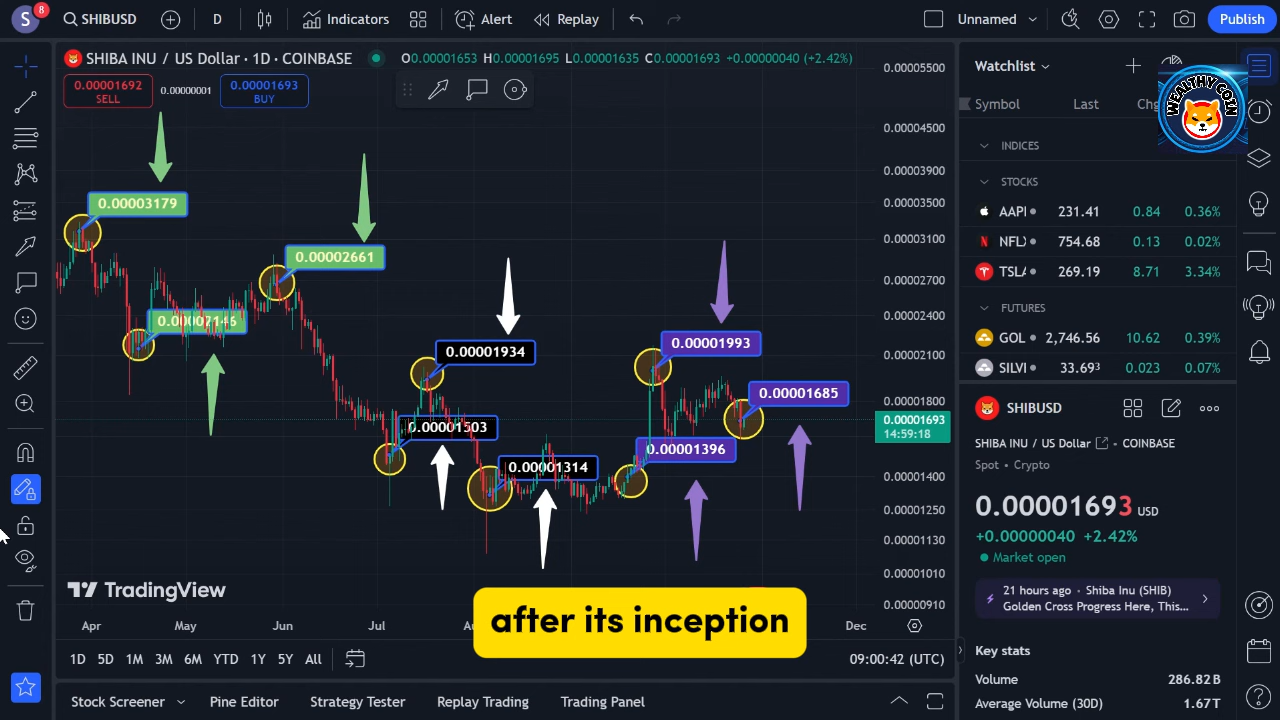 S
8
SHIBUSD
D
Indicators
Alert
Replay
Unnamed
Publish
SHIBA INU / US Dollar · 1D · COINBASE
O0.00001653 H0.00001695 L0.00001635 C0.00001693 +0.00000040 (+2.42%)
0.00001692
SELL
0.00000001
0.00001693
BUY
0.00003179
0.00002661
0.00001934
0.00001503
0.00001314
0.00001993
0.00001396
0.00001685
0.00005500
0.00004500
0.00003900
0.00003500
0.00003100
0.00002700
0.00002400
0.00002100
0.00001800
0.00001693
14:59:18
0.00001400
0.00001250
0.00001130
0.00001010
0.00000910
TradingView
Apr May Jun Jul Dec
after its inception
1D 5D 1M 3M 6M YTD 1Y 5Y All
09:00:42 (UTC)
Stock Screener
Pine Editor
Strategy Tester
Replay Trading
Trading Panel
Watchlist
WEALTHY COIN
Symbol Last Chg
INDICES
STOCKS
AAPL 231.41 0.84 0.36%
NFLX 754.68 0.13 0.02%
TSLA 269.19 8.71 3.34%
FUTURES
GOL 2,746.56 10.62 0.39%
SILVI 33.693 0.023 0.07%
SHIBUSD
SHIBA INU / US Dollar · COINBASE
Spot · Crypto
0.00001693 USD
+0.00000040 +2.42%
Market open
21 hours ago · Shiba Inu (SHIB)
Golden Cross Progress Here, This...
Key stats
Volume 286.82B
Average Volume (30D) 1.67T